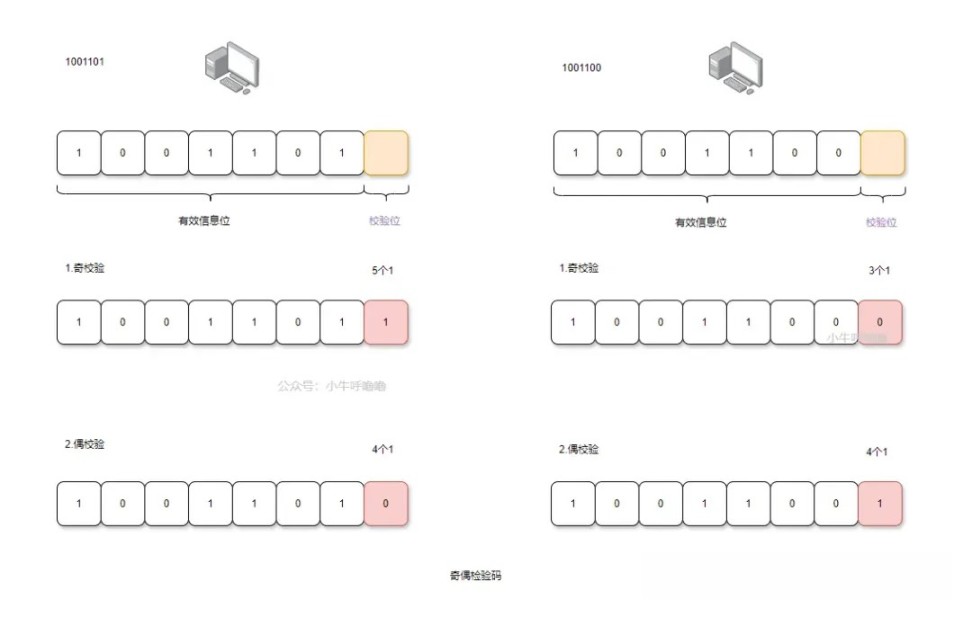 1001101
1001100
1 0 0 1 1 0 1
1 0 0 1 1 0 0
有效信息位 校验位
有效信息位 校验位
1.奇校验 5个1
1.奇校验 3个1
1 0 0 1 1 0 1 1
1 0 0 1 1 0 0 0
小牛
公众号：小牛呼噜噜
2.偶校验 4个1
2.偶校验 4个1
1 0 0 1 1 0 1 0
1 0 0 1 1 0 0 1
奇偶检验码